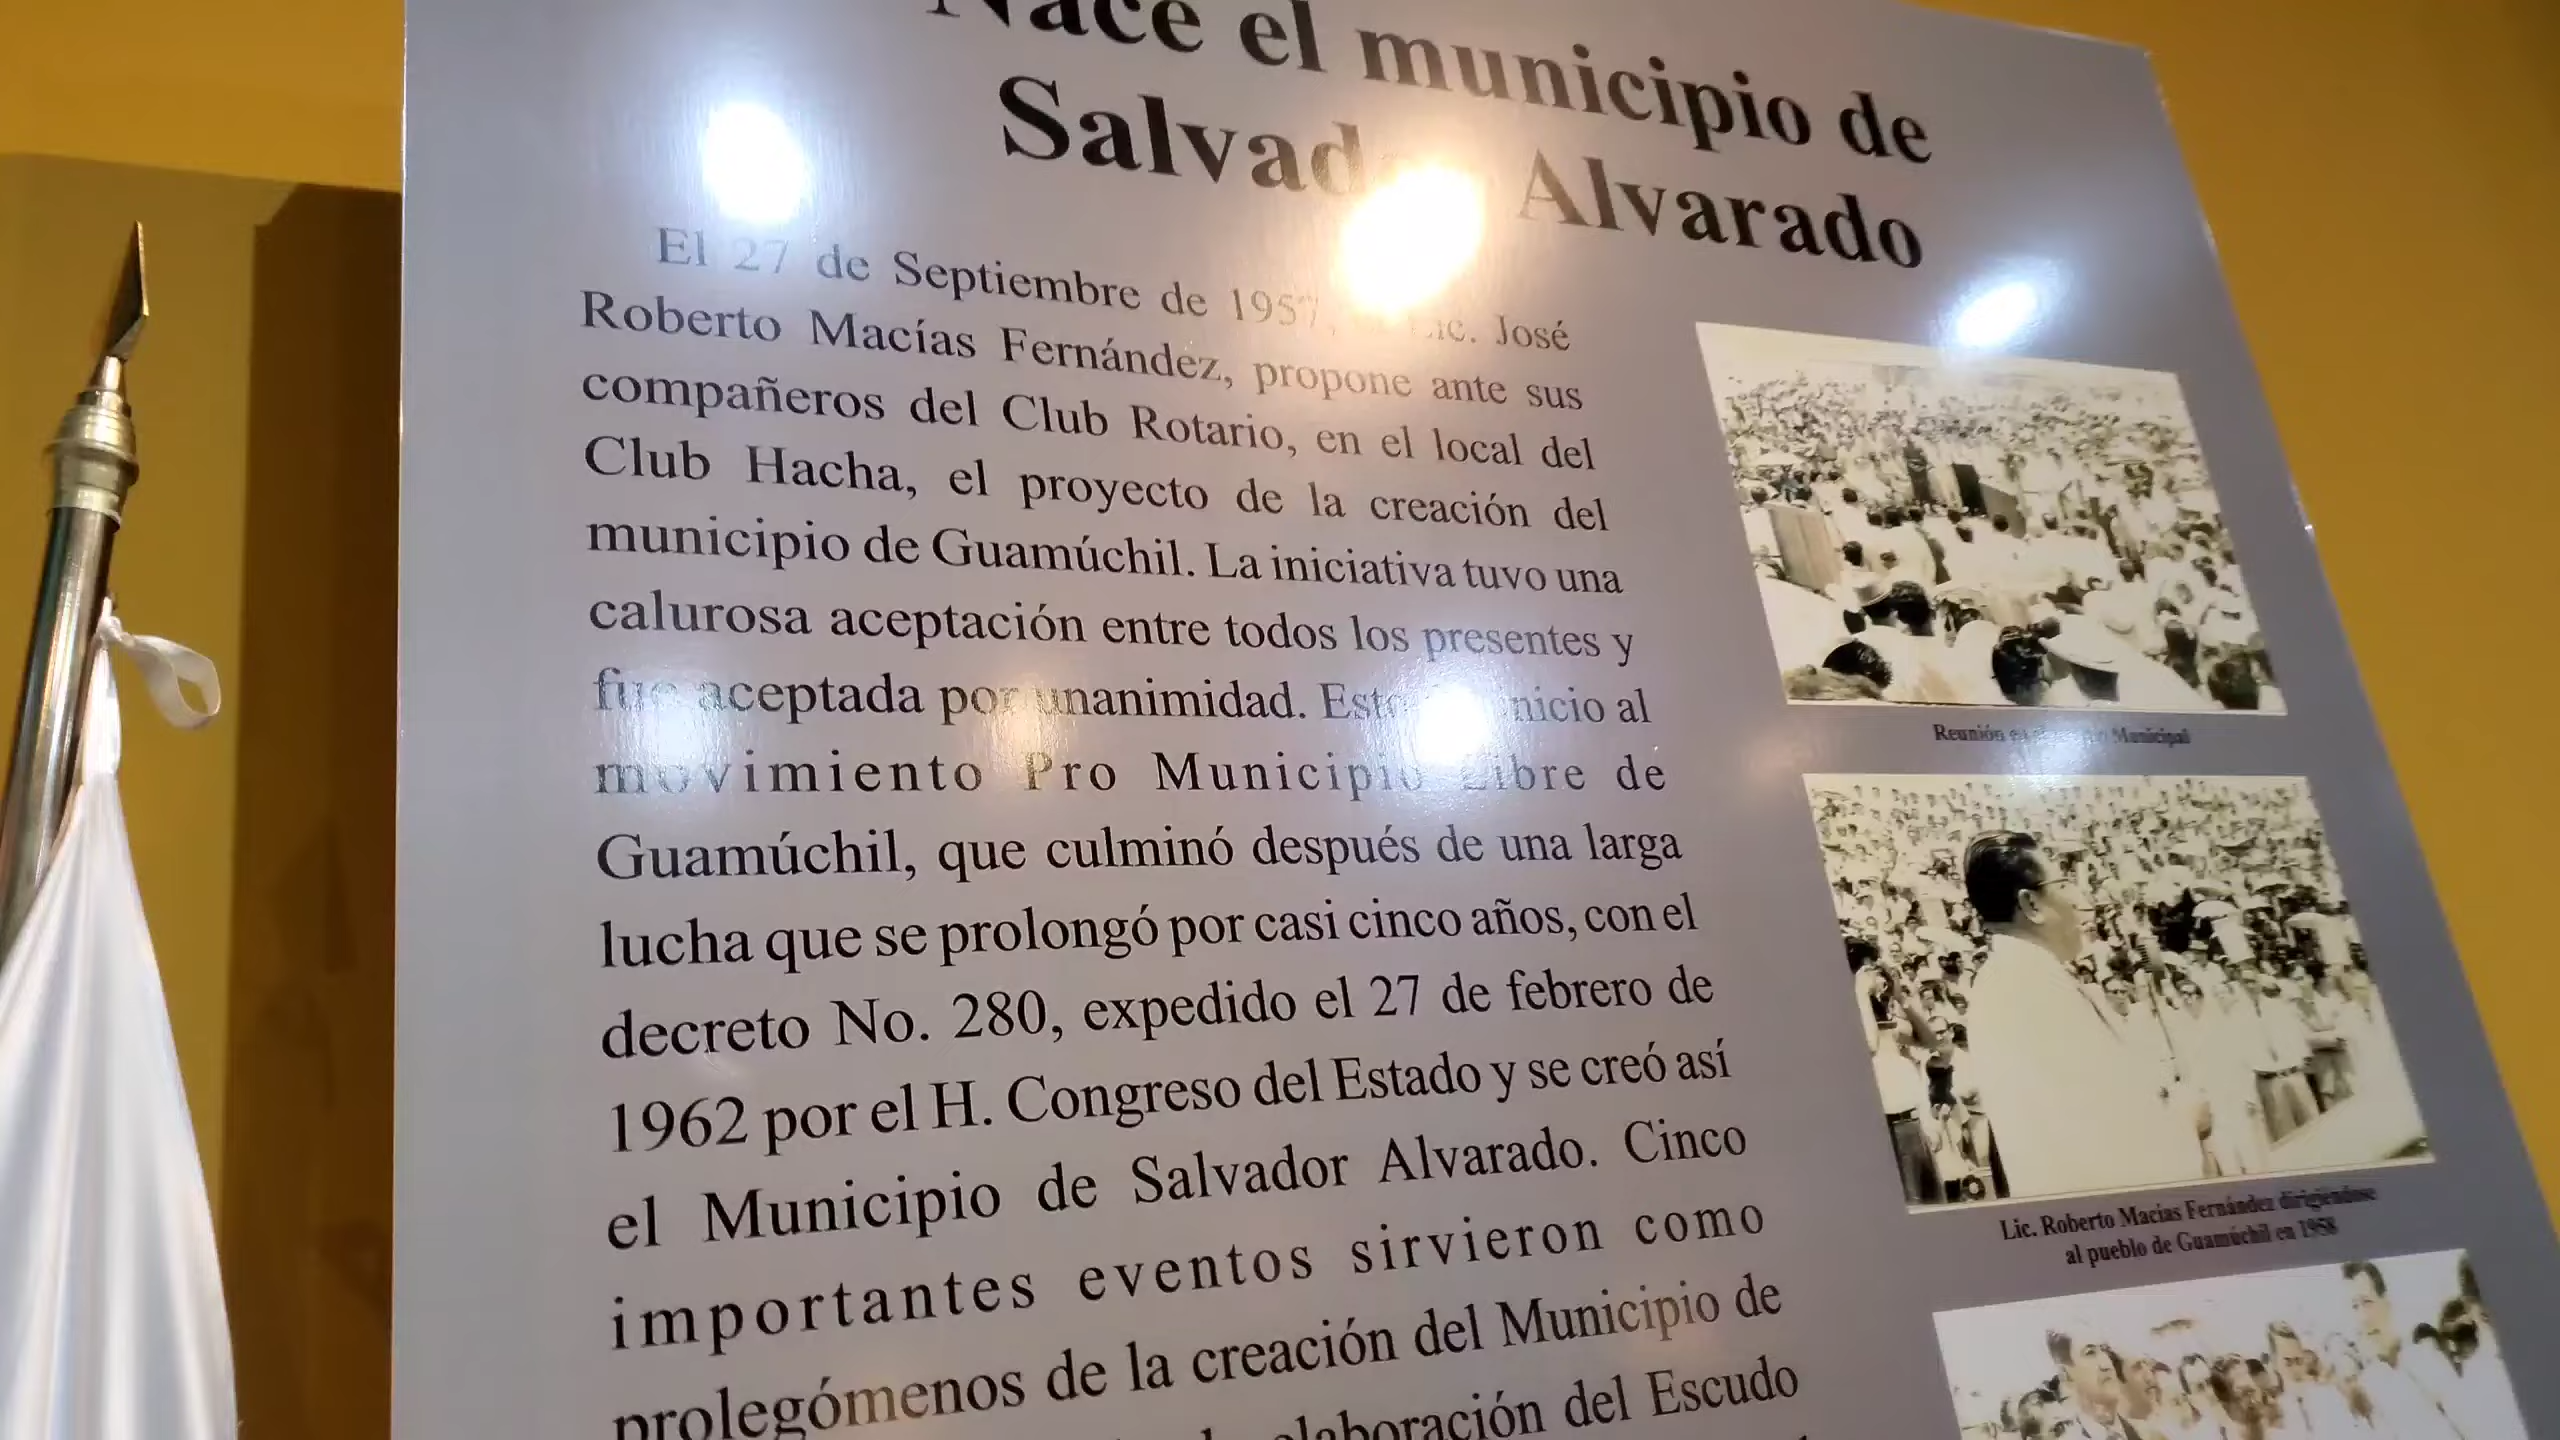 Nace el municipio de
Salvador Alvarado
El 27 de Septiembre de 1957, Lic. José
Roberto Macías Fernández, propone ante sus
compañeros del Club Rotario, en el local del
Club Hacha, el proyecto de la creación del
municipio de Guamúchil. La iniciativa tuvo una
calurosa aceptación entre todos los presentes y
fue aceptada por unanimidad. Esto inicio al
movimiento Pro Municipio Libre de
Guamúchil, que culminó después de una larga
lucha que se prolongó por casi cinco años, con el
decreto No. 280, expedido el 27 de febrero de
1962 por el H. Congreso del Estado y se creó así
el Municipio de Salvador Alvarado. Cinco
importantes eventos sirvieron como
prolegómenos de la creación del Municipio de
elaboración del Escudo
Reunión Municipal
Lic. Roberto Macías Fernández dirigiéndose
al pueblo de Guamúchil en 1958